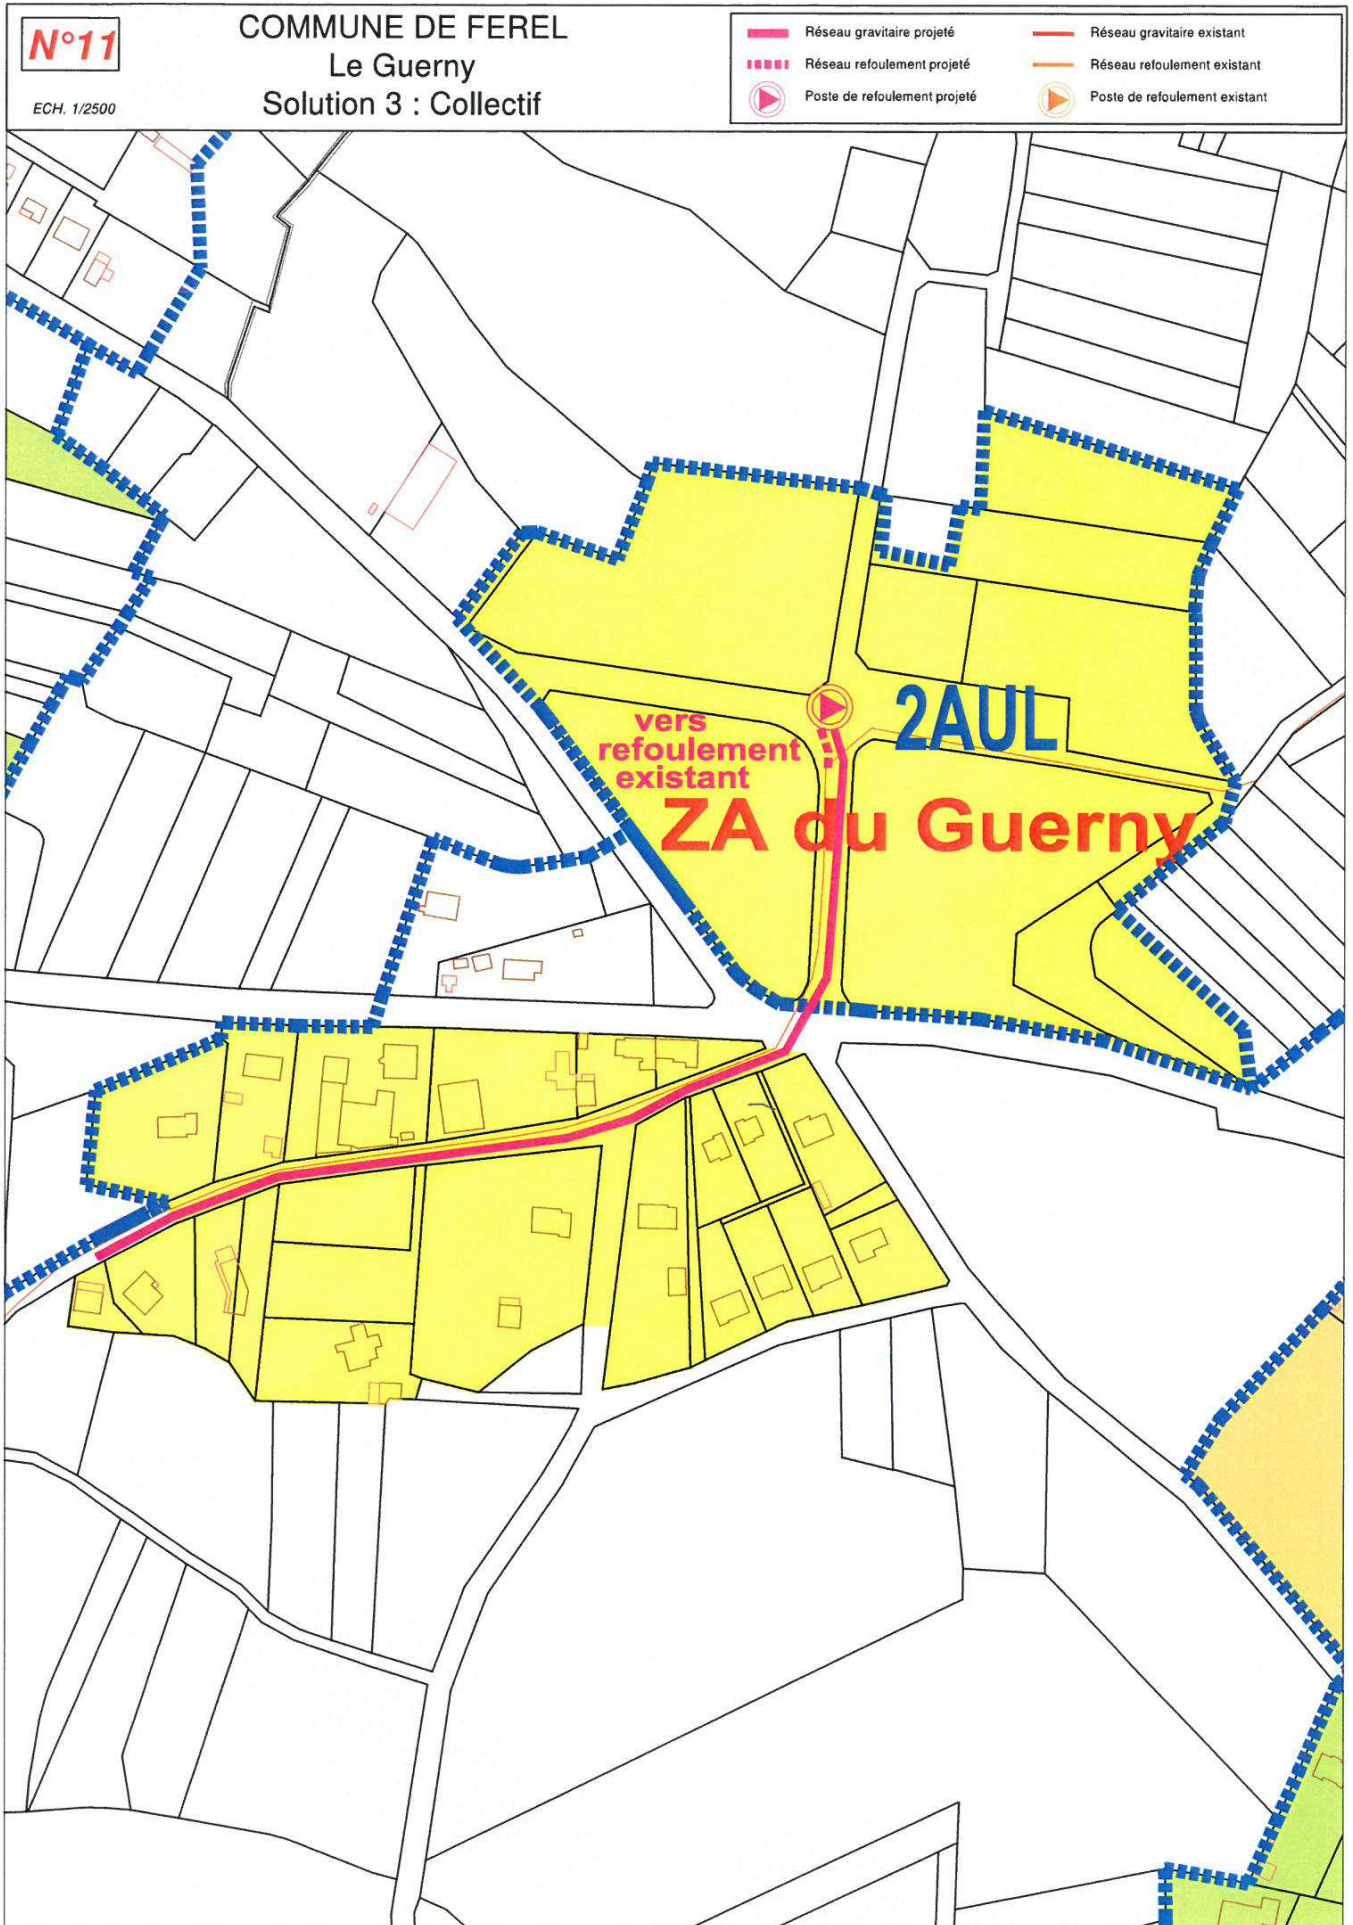 N°11
ECH. 1/2500
COMMUNE DE FEREL
Le Guerny
Solution 3 : Collectif
Réseau gravitaire projeté
Réseau refoulement projeté
Poste de refoulement projeté
Réseau gravitaire existant
Réseau refoulement existant
Poste de refoulement existant
2AUL
vers
refoulement
existant
ZA du Guerny